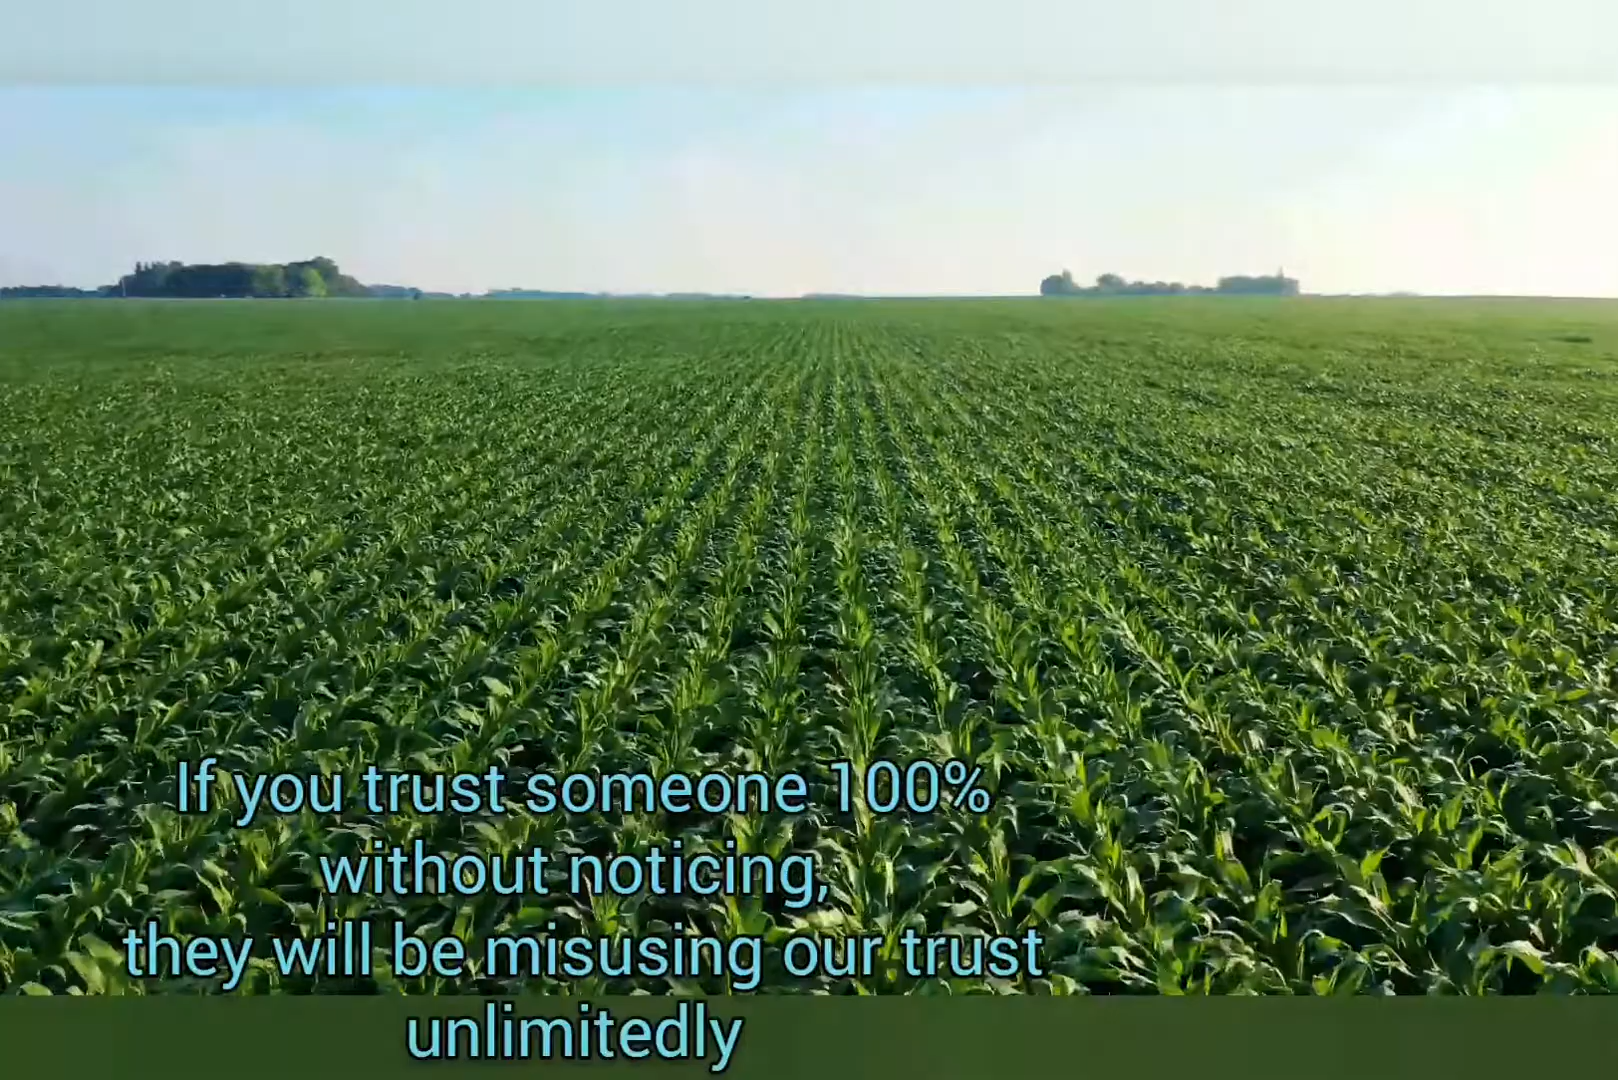 If you trust someone 100%
without noticing,
they will be misusing our trust
unlimitedly